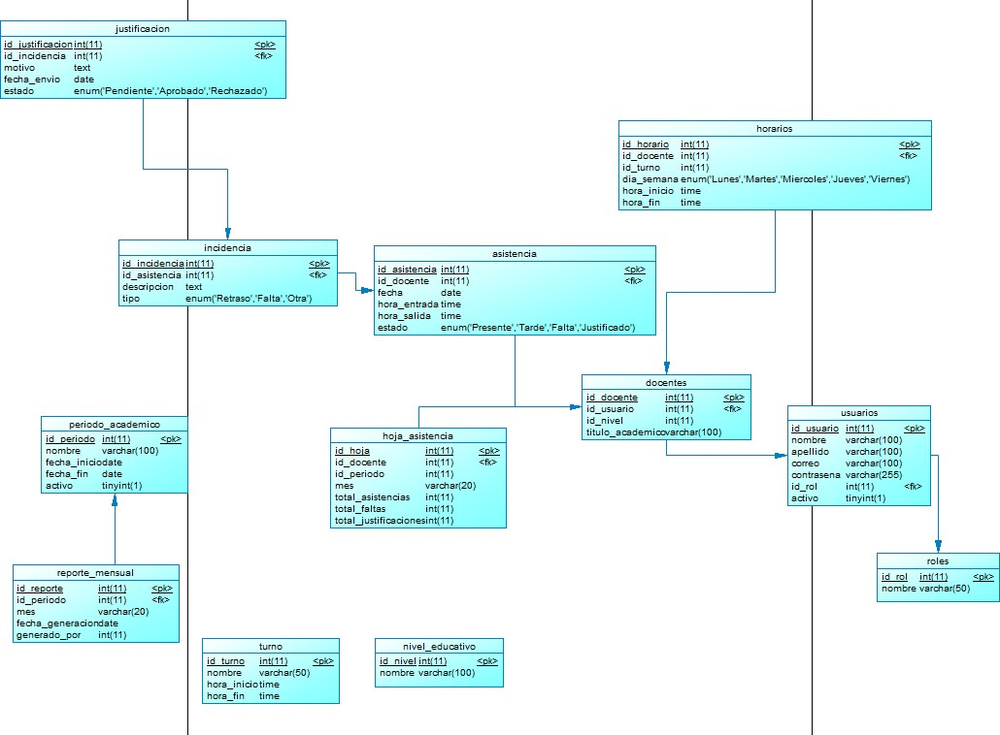 justificacion
id_justificacion int(11) <pk>
id_incidencia int(11) <fk>
motivo text
fecha_envio date
estado enum('Pendiente','Aprobado','Rechazado')
horarios
id_horario int(11) <pk>
id_docente int(11) <fk>
id_turno int(11)
dia_semana enum('Lunes','Martes','Miercoles','Jueves','Viernes')
hora_inicio time
hora_fin time
incidencia
id_incidencia int(11) <pk>
id_asistencia int(11) <fk>
descripcion text
tipo enum('Retraso','Falta','Otra')
asistencia
id_asistencia int(11) <pk>
id_docente int(11) <fk>
fecha date
hora_entrada time
hora_salida time
estado enum('Presente','Tarde','Falta','Justificado')
docentes
id_docente int(11) <pk>
id_usuario int(11) <fk>
id_nivel int(11)
titulo_academico varchar(100)
usuarios
id_usuario int(11) <pk>
nombre varchar(100)
apellido varchar(100)
correo varchar(100)
contrasena varchar(255)
id_rol int(11) <fk>
activo tinyint(1)
periodo_academico
id_periodo int(11) <pk>
nombre varchar(100)
fecha_inicio date
fecha_fin date
activo tinyint(1)
hoja_asistencia
id_hoja int(11) <pk>
id_docente int(11) <fk>
id_periodo int(11)
mes varchar(20)
total_asistencias int(11)
total_faltas int(11)
total_justificaciones int(11)
roles
id_rol int(11) <pk>
nombre varchar(50)
reporte_mensual
id_reporte int(11) <pk>
id_periodo int(11) <fk>
mes varchar(20)
fecha_generacion date
generado_por int(11)
turno
id_turno int(11) <pk>
nombre varchar(50)
hora_inicio time
hora_fin time
nivel_educativo
id_nivel int(11) <pk>
nombre varchar(100)